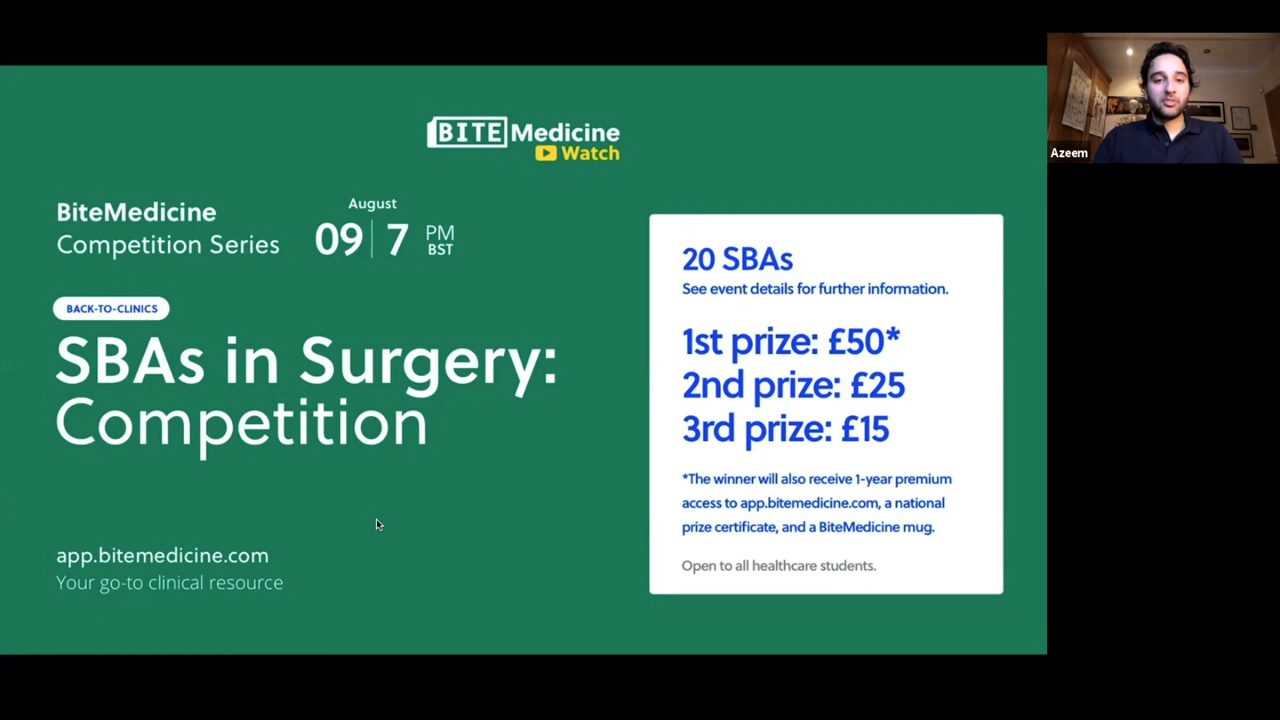 BITE Medicine
Watch
BiteMedicine
Competition Series
August
09 7 PM
BST
BACK-TO-CLINICS
SBAs in Surgery:
Competition
app.bitemedicine.com
Your go-to clinical resource
20 SBAs
See event details for further information.
1st prize: £50*
2nd prize: £25
3rd prize: £15
*The winner will also receive 1-year premium
access to app.bitemedicine.com, a national
prize certificate, and a BiteMedicine mug.
Open to all healthcare students.
Azeem